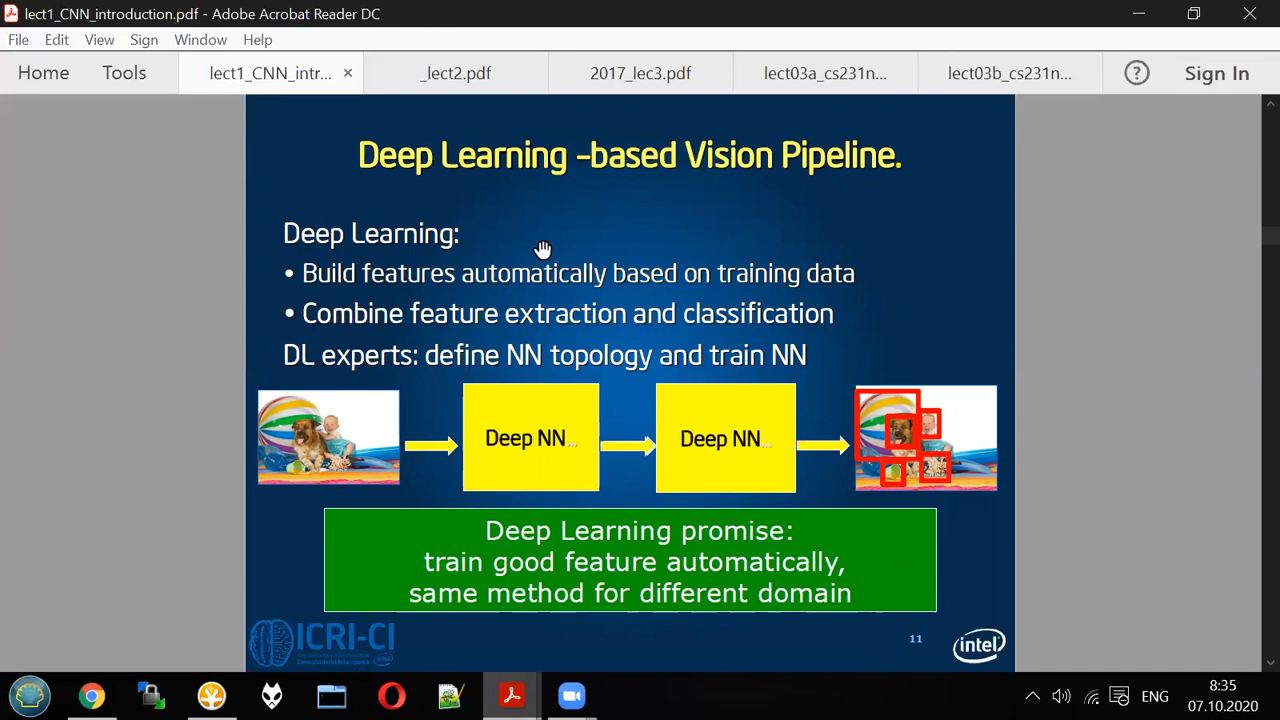 lect1_CNN_introduction.pdf - Adobe Acrobat Reader DC
File Edit View Sign Window Help
Home Tools lect1_CNN_intr... × _lect2.pdf 2017_lec3.pdf lect03a_cs231n... lect03b_cs231n... ? Sign In
Deep Learning –based Vision Pipeline.
Deep Learning:
• Build features automatically based on training data
• Combine feature extraction and classification
DL experts: define NN topology and train NN
Deep NN... Deep NN...
Deep Learning promise:
train good feature automatically,
same method for different domain
ICRI-CI 11 intel
ENG 8:35
07.10.2020